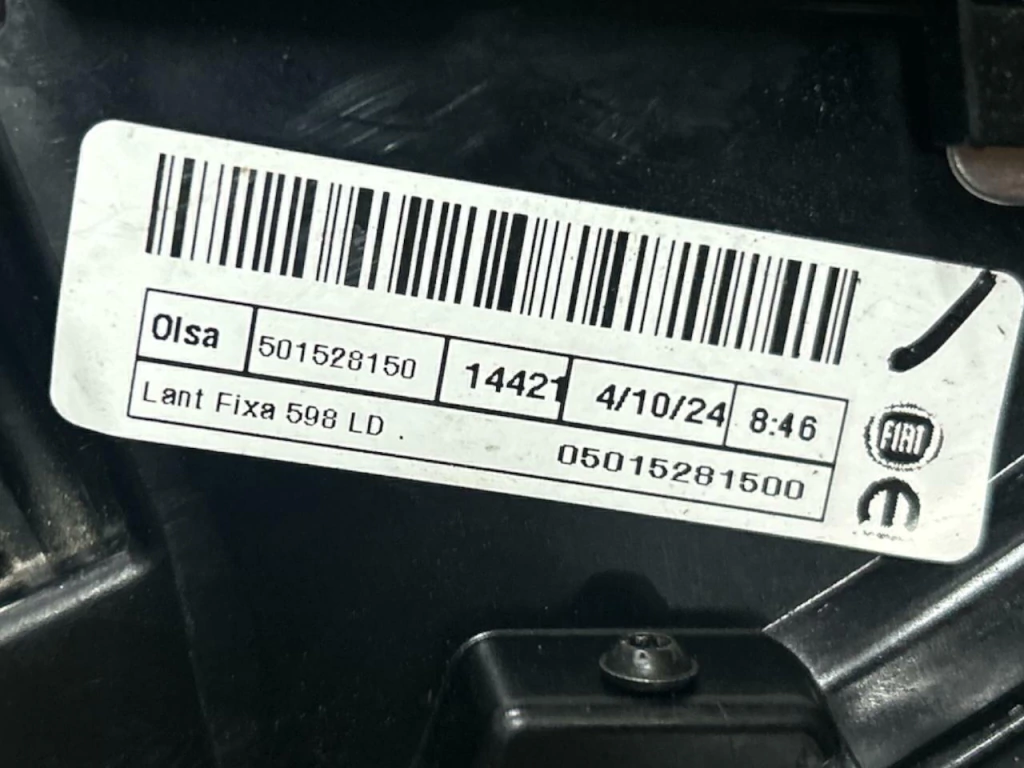 Olsa 501528150 14421 4/10/24 8:46
Lant Fixa 598 LD . 05015281500
FIAT